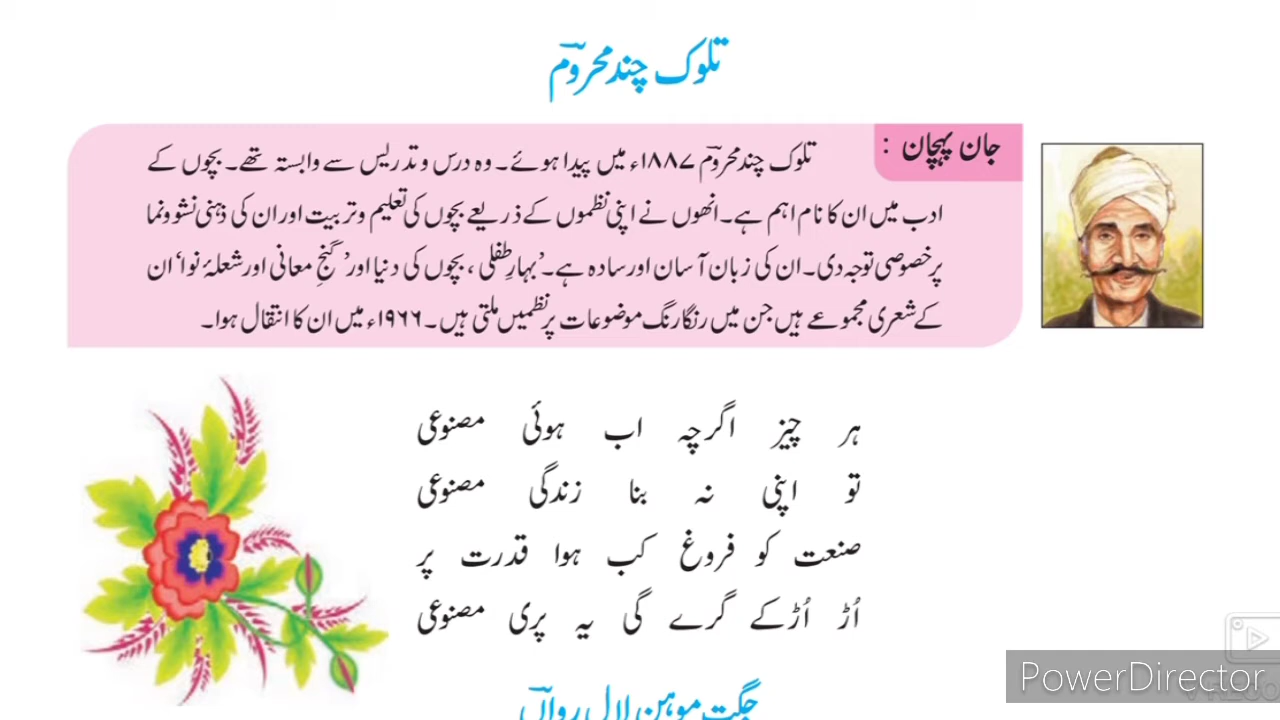 تلوک چند محرومؔ
جان پہچان :
تلوک چند محرومؔ ۱۸۸۷ء میں پیدا ہوئے۔ وہ درس و تدریس سے وابستہ تھے۔ بچوں کے
ادب میں ان کا نام اہم ہے۔ انھوں نے اپنی نظموں کے ذریعے بچوں کی تعلیم و تربیت اور ان کی ذہنی نشوونما
پر خصوصی توجہ دی۔ ان کی زبان آسان اور سادہ ہے۔ ’بہارِ طفلی ، بچوں کی دنیا اور ’ گنجِ معانی اور شعلۂ نوا‘ ان
کے شعری مجموعے ہیں جن میں رنگا رنگ موضوعات پر نظمیں ملتی ہیں۔ ۱۹۶۶ء میں ان کا انتقال ہوا۔
ہر چیز اگرچہ اب ہوئی مصنوعی
تو اپنی نہ بنا زندگی مصنوعی
صنعت کو فروغ کب ہوا قدرت پر
اُڑ اُڑ کے گرے گی یہ پری مصنوعی
جگت موہن لال رواںؔ
PowerDirector